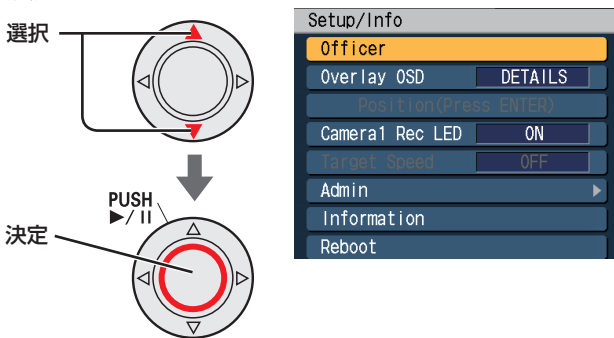 選択
PUSH
▶/II
決定
Setup/Info
Officer
Overlay OSD DETAILS
Position(Press ENTER)
Camera1 Rec LED ON
Target Speed OFF
Admin
Information
Reboot